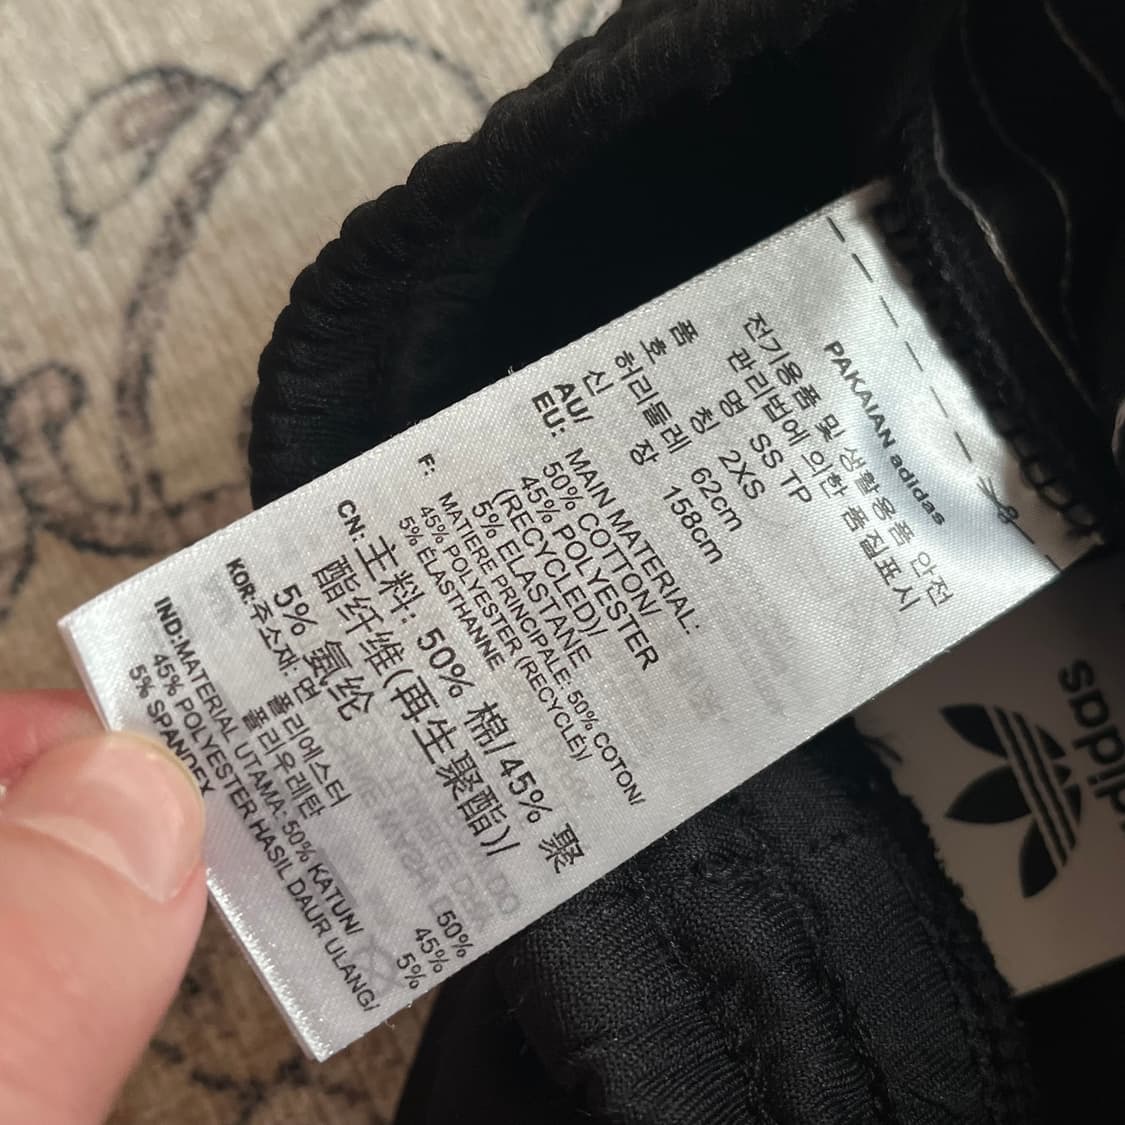 PAKAIAN adidas
전기용품 및 생활용품 안전
관리법에 의한 품질표시
품 명 SS TP
호 칭 2XS
허리둘레 62cm
신 장 158cm
AU/
EU: MAIN MATERIAL:
50% COTTON/
45% POLYESTER
(RECYCLED)/
5% ELASTANE
F: MATIÈRE PRINCIPALE: 50% COTON/
45% POLYESTER (RECYCLÉ)/
5% ÉLASTHANNE
CN: 主料: 50% 棉/45% 聚
酯纤维(再生聚酯)/
5% 氨纶
KOR: 주소재: 면 50%
폴리에스터 45%
폴리우레탄 5%
IND:MATERIAL UTAMA: 50% KATUN/
45% POLYESTER HASIL DAUR ULANG/
5% SPANDEX
adidas